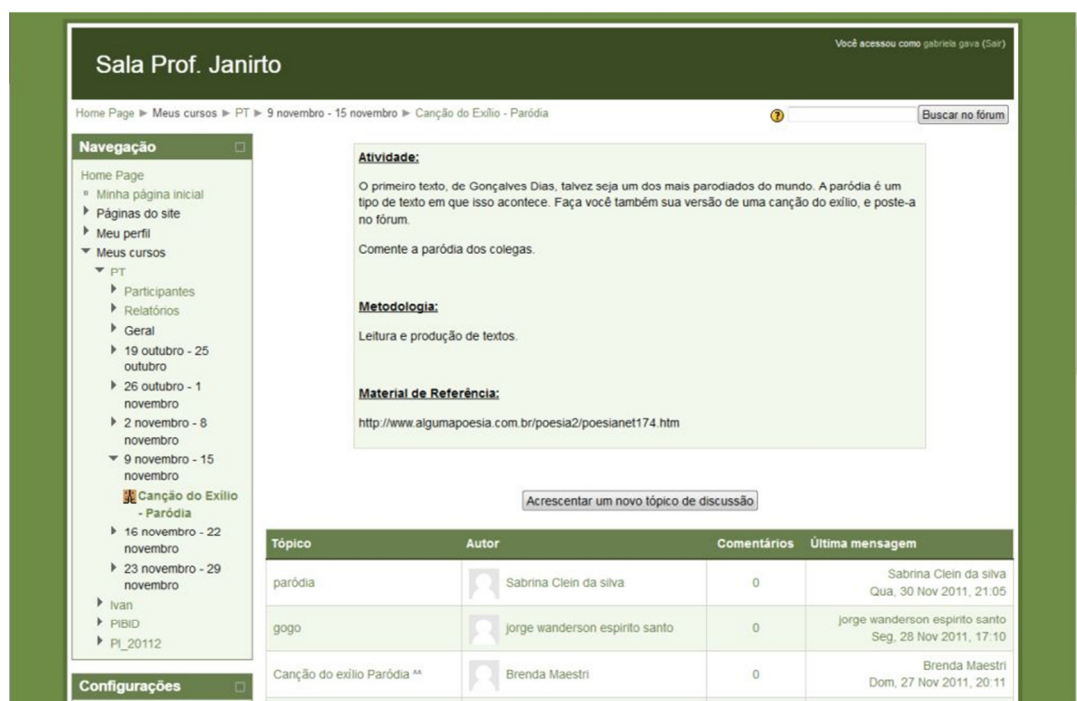 Sala Prof. Janirto
Você acessou como gabriela gava (Sair)
Home Page ► Meus cursos ► PT ► 9 novembro - 15 novembro ► Canção do Exílio - Paródia
Buscar no fórum
Navegação
Home Page
Minha página inicial
Páginas do site
Meu perfil
Meus cursos
PT
Participantes
Relatórios
Geral
19 outubro - 25
outubro
26 outubro - 1
novembro
2 novembro - 8
novembro
9 novembro - 15
novembro
Canção do Exílio
- Paródia
16 novembro - 22
novembro
23 novembro - 29
novembro
Ivan
PIBID
PI_20112
Configurações
Atividade:
O primeiro texto, de Gonçalves Dias, talvez seja um dos mais parodiados do mundo. A paródia é um
tipo de texto em que isso acontece. Faça você também sua versão de uma canção do exílio, e poste-a
no fórum.
Comente a paródia dos colegas.
Metodologia:
Leitura e produção de textos.
Material de Referência:
http://www.algumapoesia.com.br/poesia2/poesianet174.htm
Acrescentar um novo tópico de discussão
Tópico Autor Comentários Última mensagem
paródia Sabrina Clein da silva 0 Sabrina Clein da silva
Qua, 30 Nov 2011, 21:05
gogo jorge wanderson espirito santo 0 jorge wanderson espirito santo
Seg, 28 Nov 2011, 17:10
Canção do exílio Paródia ^^ Brenda Maestri 0 Brenda Maestri
Dom, 27 Nov 2011, 20:11